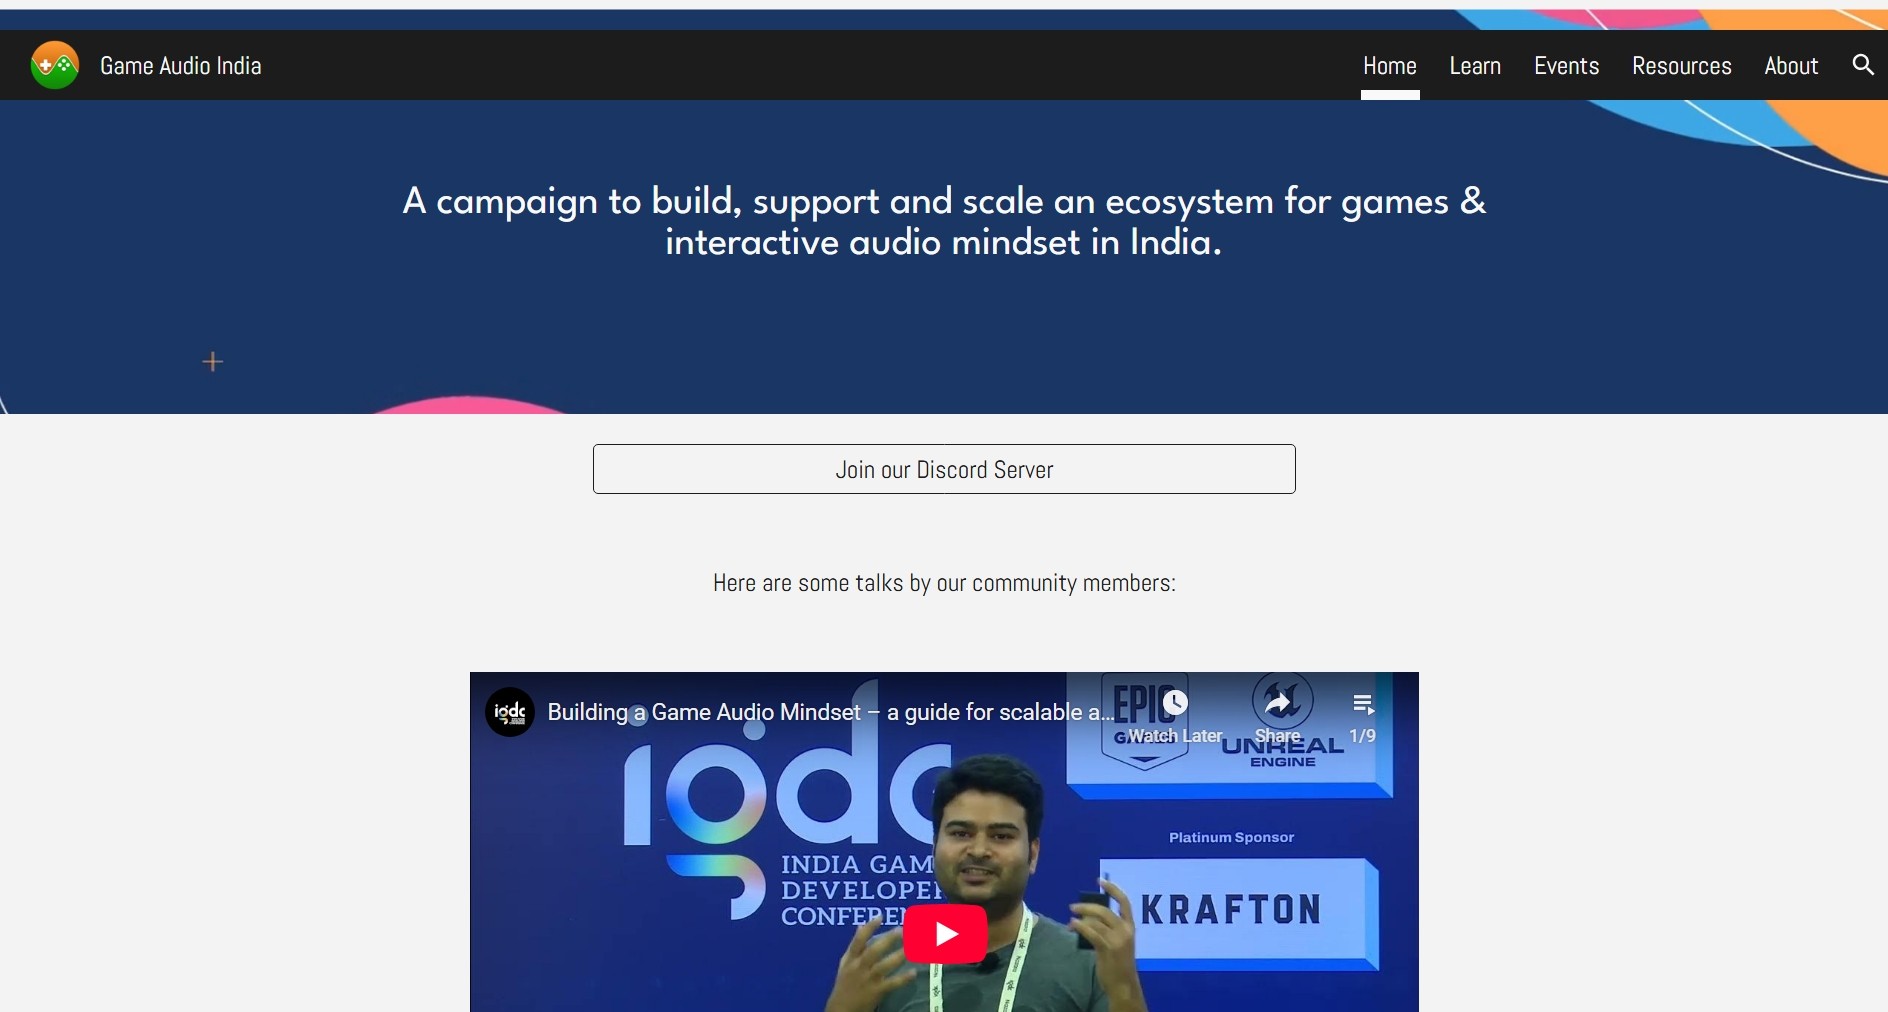 Game Audio India
Home Learn Events Resources About
A campaign to build, support and scale an ecosystem for games &
interactive audio mindset in India.
Join our Discord Server
Here are some talks by our community members:
igdc
Building a Game Audio Mindset – a guide for scalable a...
Watch Later
Share
1/9
EPIC
GAMES
UNREAL
ENGINE
igdc
INDIA GAM
DEVELOPER
CONFEREN
Platinum Sponsor
KRAFTON